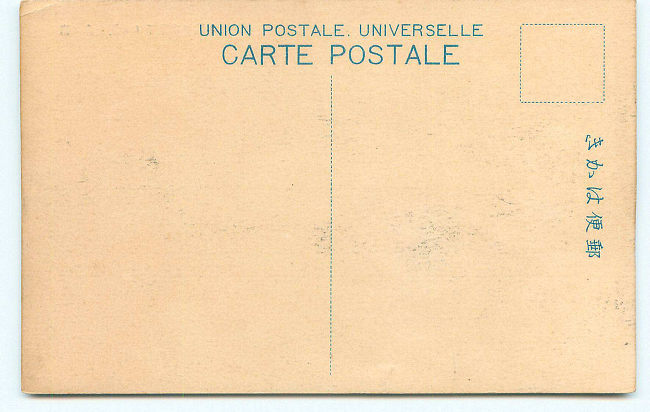 UNION POSTALE. UNIVERSELLE
CARTE POSTALE
郵便はかき